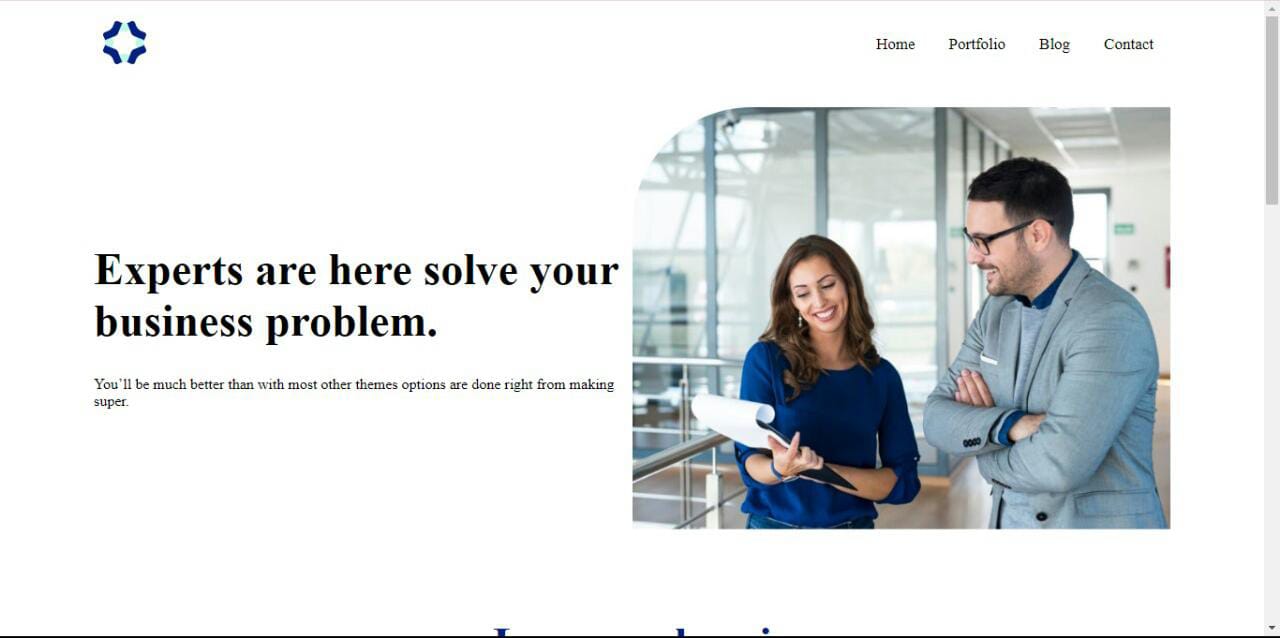 Home Portfolio Blog Contact
Experts are here solve your
business problem.
You'll be much better than with most other themes options are done right from making
super.